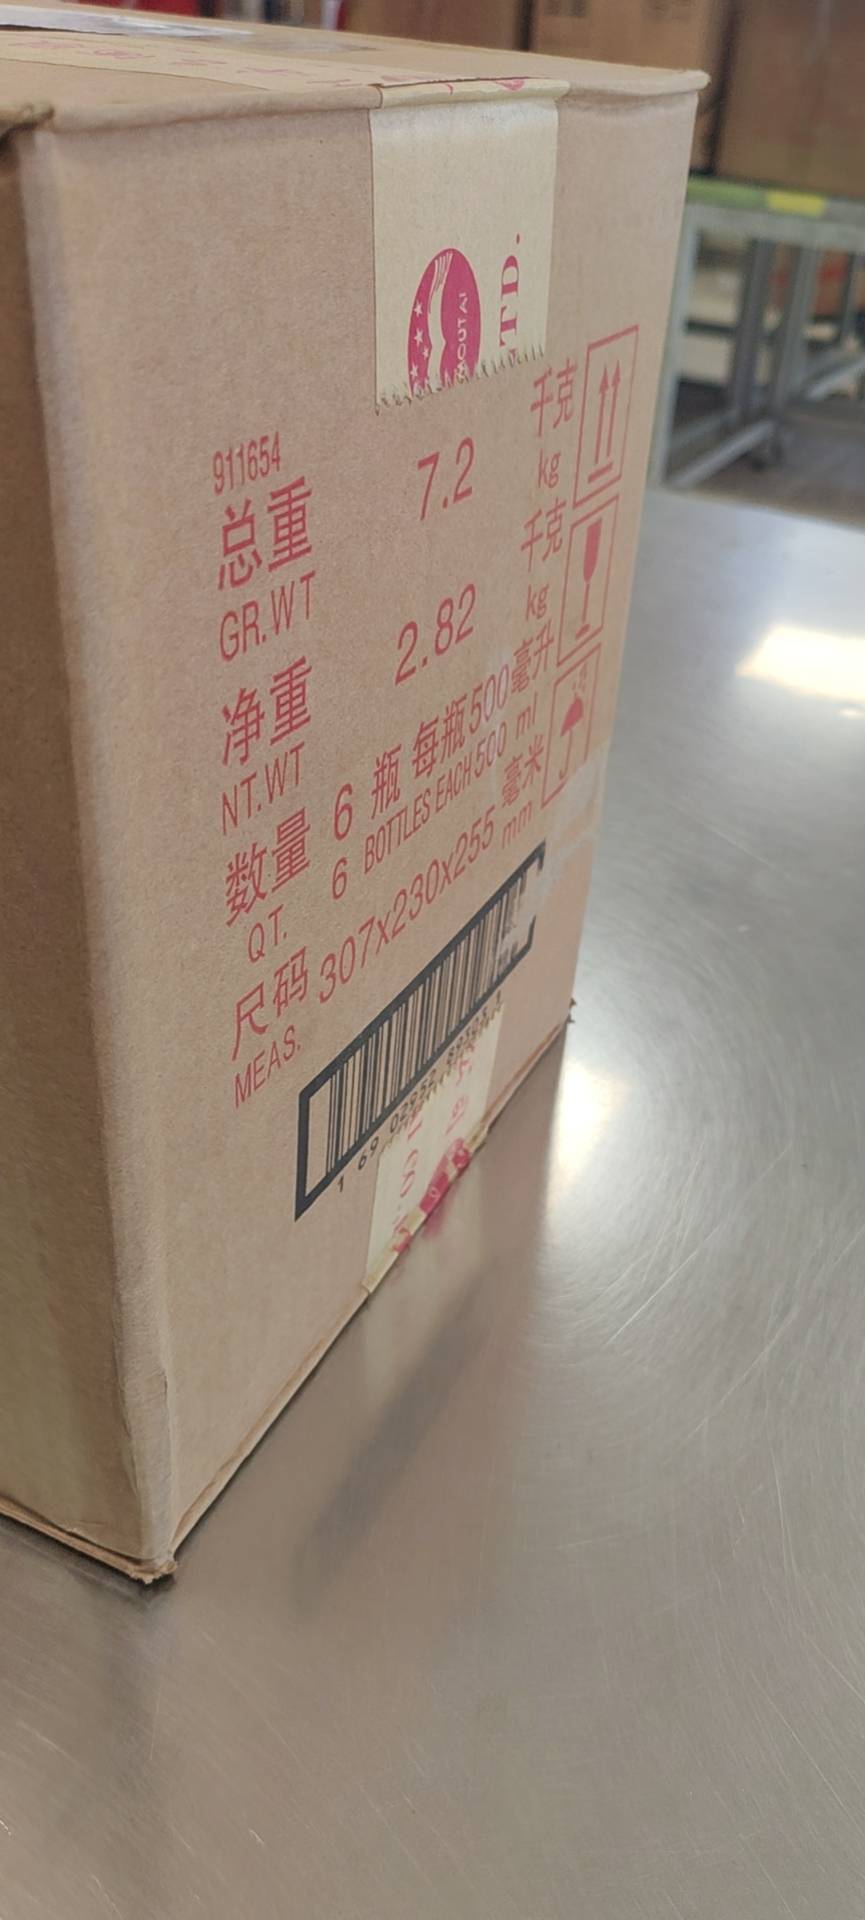 MOUTAI
TD.
911654
总重 7.2 千克
GR.WT kg
净重 2.82 千克
NT.WT kg
数量 6 瓶 每瓶500毫升
QT. 6 BOTTLES EACH 500 ml
尺码 307x230x255 毫米
MEAS. mm